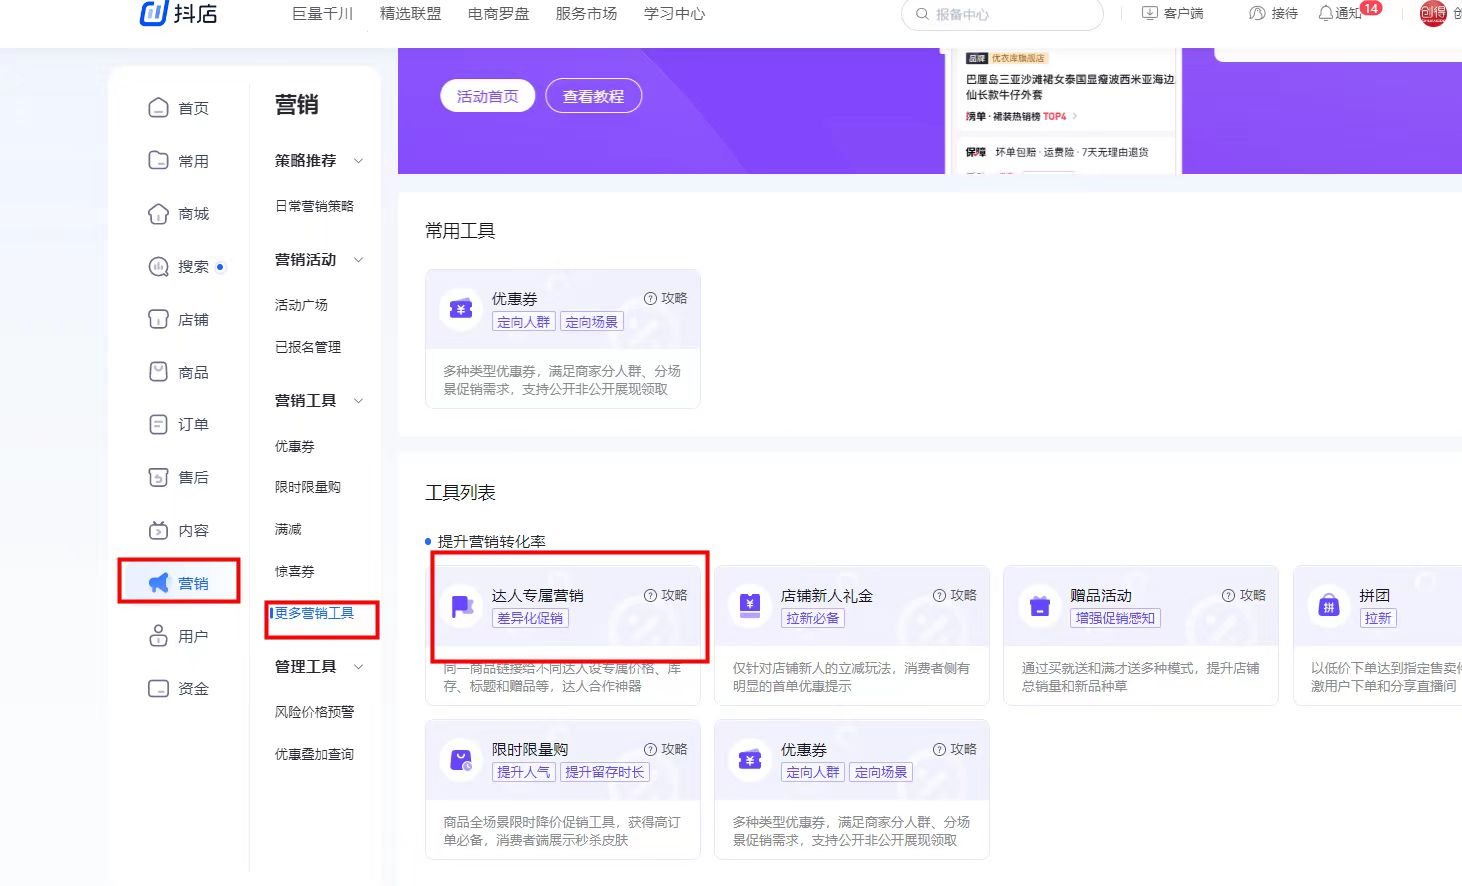 抖店
巨量千川
精选联盟
电商罗盘
服务市场
学习中心
报备中心
客户端
接待
通知
14
创得
首页
常用
商城
搜索
店铺
商品
订单
售后
内容
营销
用户
资金
营销
策略推荐
日常营销策略
营销活动
活动广场
已报名管理
营销工具
优惠券
限时限量购
满减
惊喜券
更多营销工具
管理工具
风险价格预警
优惠叠加查询
活动首页
查看教程
品牌 优衣库旗舰店
巴厘岛三亚沙滩裙女泰国显瘦波西米亚海边
仙长款牛仔外套
榜单·裙装热销榜 TOP4
保障 坏单包赔·运费险·7天无理由退货
常用工具
优惠券
攻略
定向人群 定向场景
多种类型优惠券,满足商家分人群、分场
景促销需求,支持公开非公开展现领取
工具列表
提升营销转化率
达人专属营销
攻略
差异化促销
同一商品链接给不同达人设专属价格、库
存、标题和赠品等,达人合作神器
店铺新人礼金
攻略
拉新必备
仅针对店铺新人的立减玩法,消费者侧有
明显的首单优惠提示
赠品活动
攻略
增强促销感知
通过买就送和满才送多种模式,提升店铺
总销量和新品种草
拼
拼团
拉新
以低价下单达到指定售卖件
激用户下单和分享直播间
限时限量购
攻略
提升人气 提升留存时长
商品全场景限时降价促销工具,获得高订
单必备,消费者端展示秒杀皮肤
优惠券
攻略
定向人群 定向场景
多种类型优惠券,满足商家分人群、分场
景促销需求,支持公开非公开展现领取